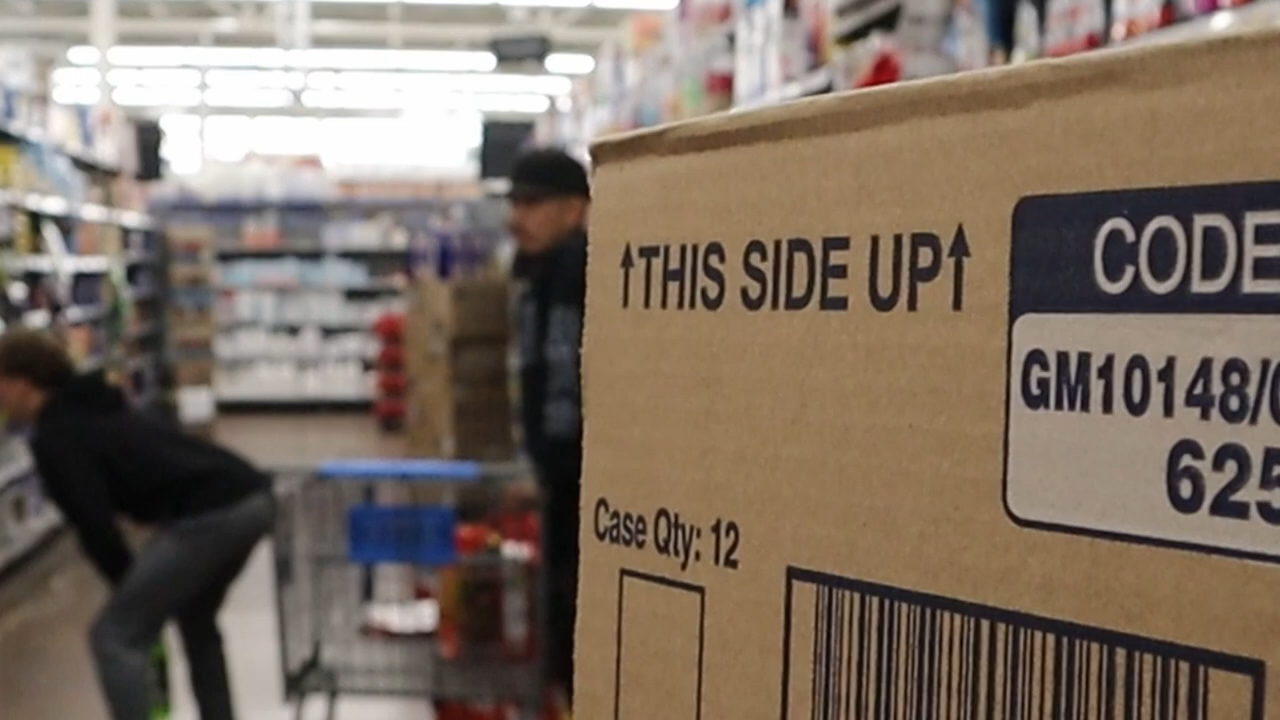 ↑THIS SIDE UP↑
CODE
GM10148/
625
Case Qty: 12